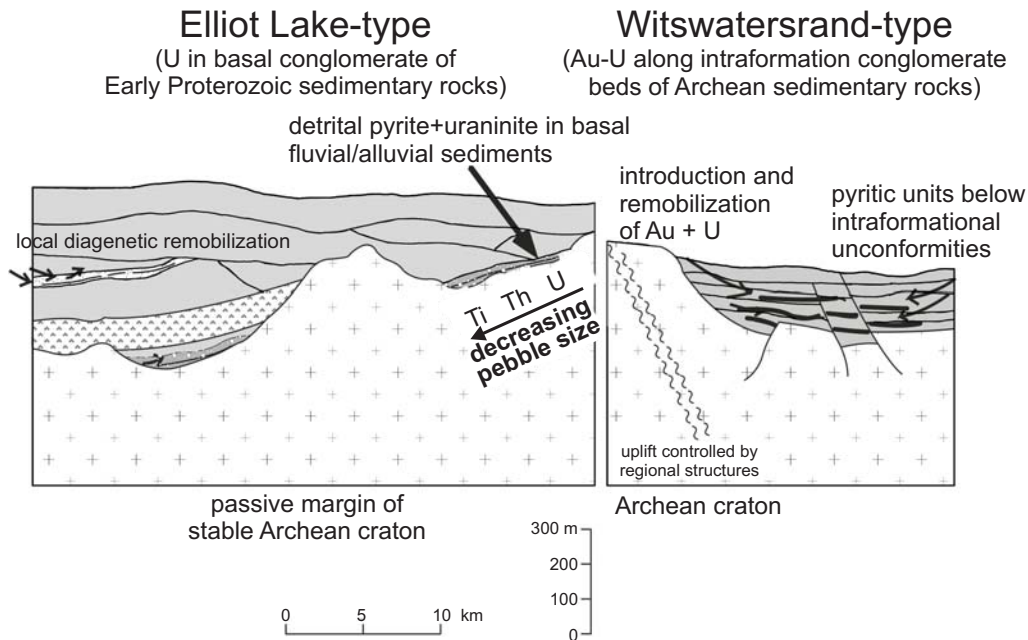 Elliot Lake-type
(U in basal conglomerate of
Early Proterozoic sedimentary rocks)
Witswatersrand-type
(Au-U along intraformation conglomerate
beds of Archean sedimentary rocks)
detrital pyrite+uraninite in basal
fluvial/alluvial sediments
introduction and
remobilization
of Au + U
pyritic units below
intraformational
unconformities
local diagenetic remobilization
Ti Th U
decreasing
pebble size
uplift controlled by
regional structures
passive margin of
stable Archean craton
Archean craton
300 m
200
100
0
0 5 10 km